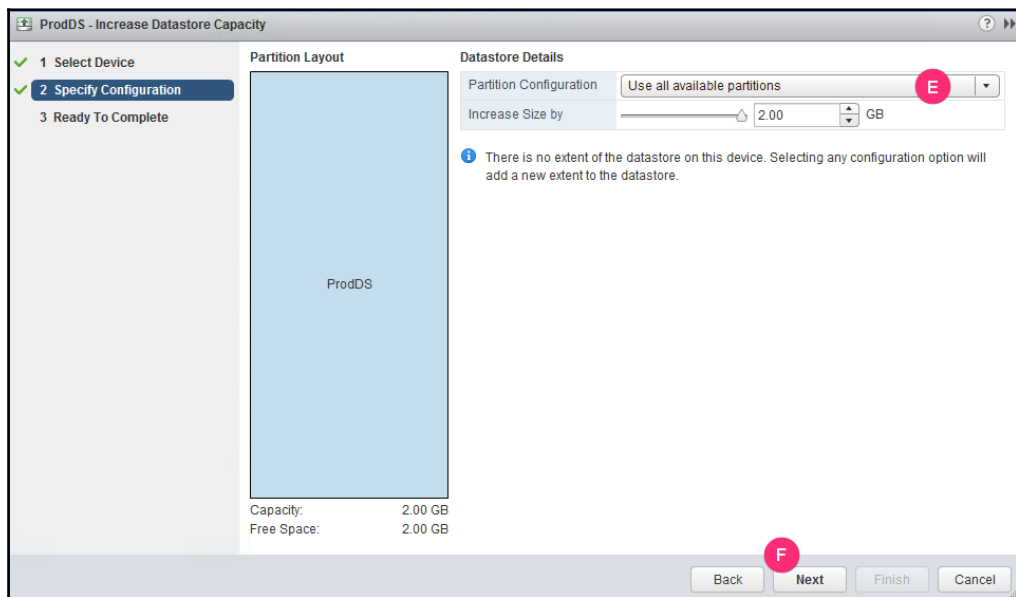 ProdDS - Increase Datastore Capacity
?
1 Select Device
2 Specify Configuration
3 Ready To Complete
Partition Layout
ProdDS
Capacity: 2.00 GB
Free Space: 2.00 GB
Datastore Details
Partition Configuration Use all available partitions E
Increase Size by 2.00 GB
There is no extent of the datastore on this device. Selecting any configuration option will
add a new extent to the datastore.
F
Back Next Finish Cancel